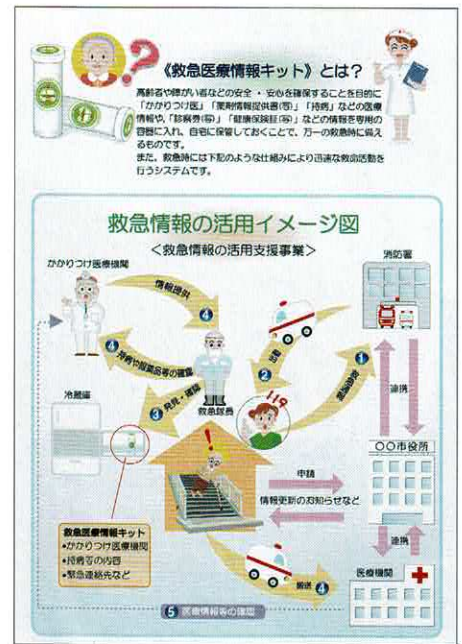 《救急医療情報キット》とは？
高齢者や障がい者などの安全・安心を確保することを目的に
「かかりつけ医」「薬剤情報提供書(写)」「持病」などの医療
情報や、「診察券(写)」「健康保険証(写)」などの情報を専用の
容器に入れ、自宅に保管しておくことで、万一の救急時に備え
るものです。
また、救急時には下記のような仕組みにより迅速な救命活動を
行うシステムです。
救急情報の活用イメージ図
＜救急情報の活用支援事業＞
かかりつけ医療機関
消防署
情報提供
4
4 持病や服薬品等の確認
2
1
連携
冷蔵庫
3 発見・確認
救急隊員
119
〇〇市役所
申請
情報更新のお知らせなど
救急医療情報キット
•かかりつけ医療機関
•持病等の内容
•緊急連絡先など
連携
搬送 4
医療機関
5 医療情報等の確認